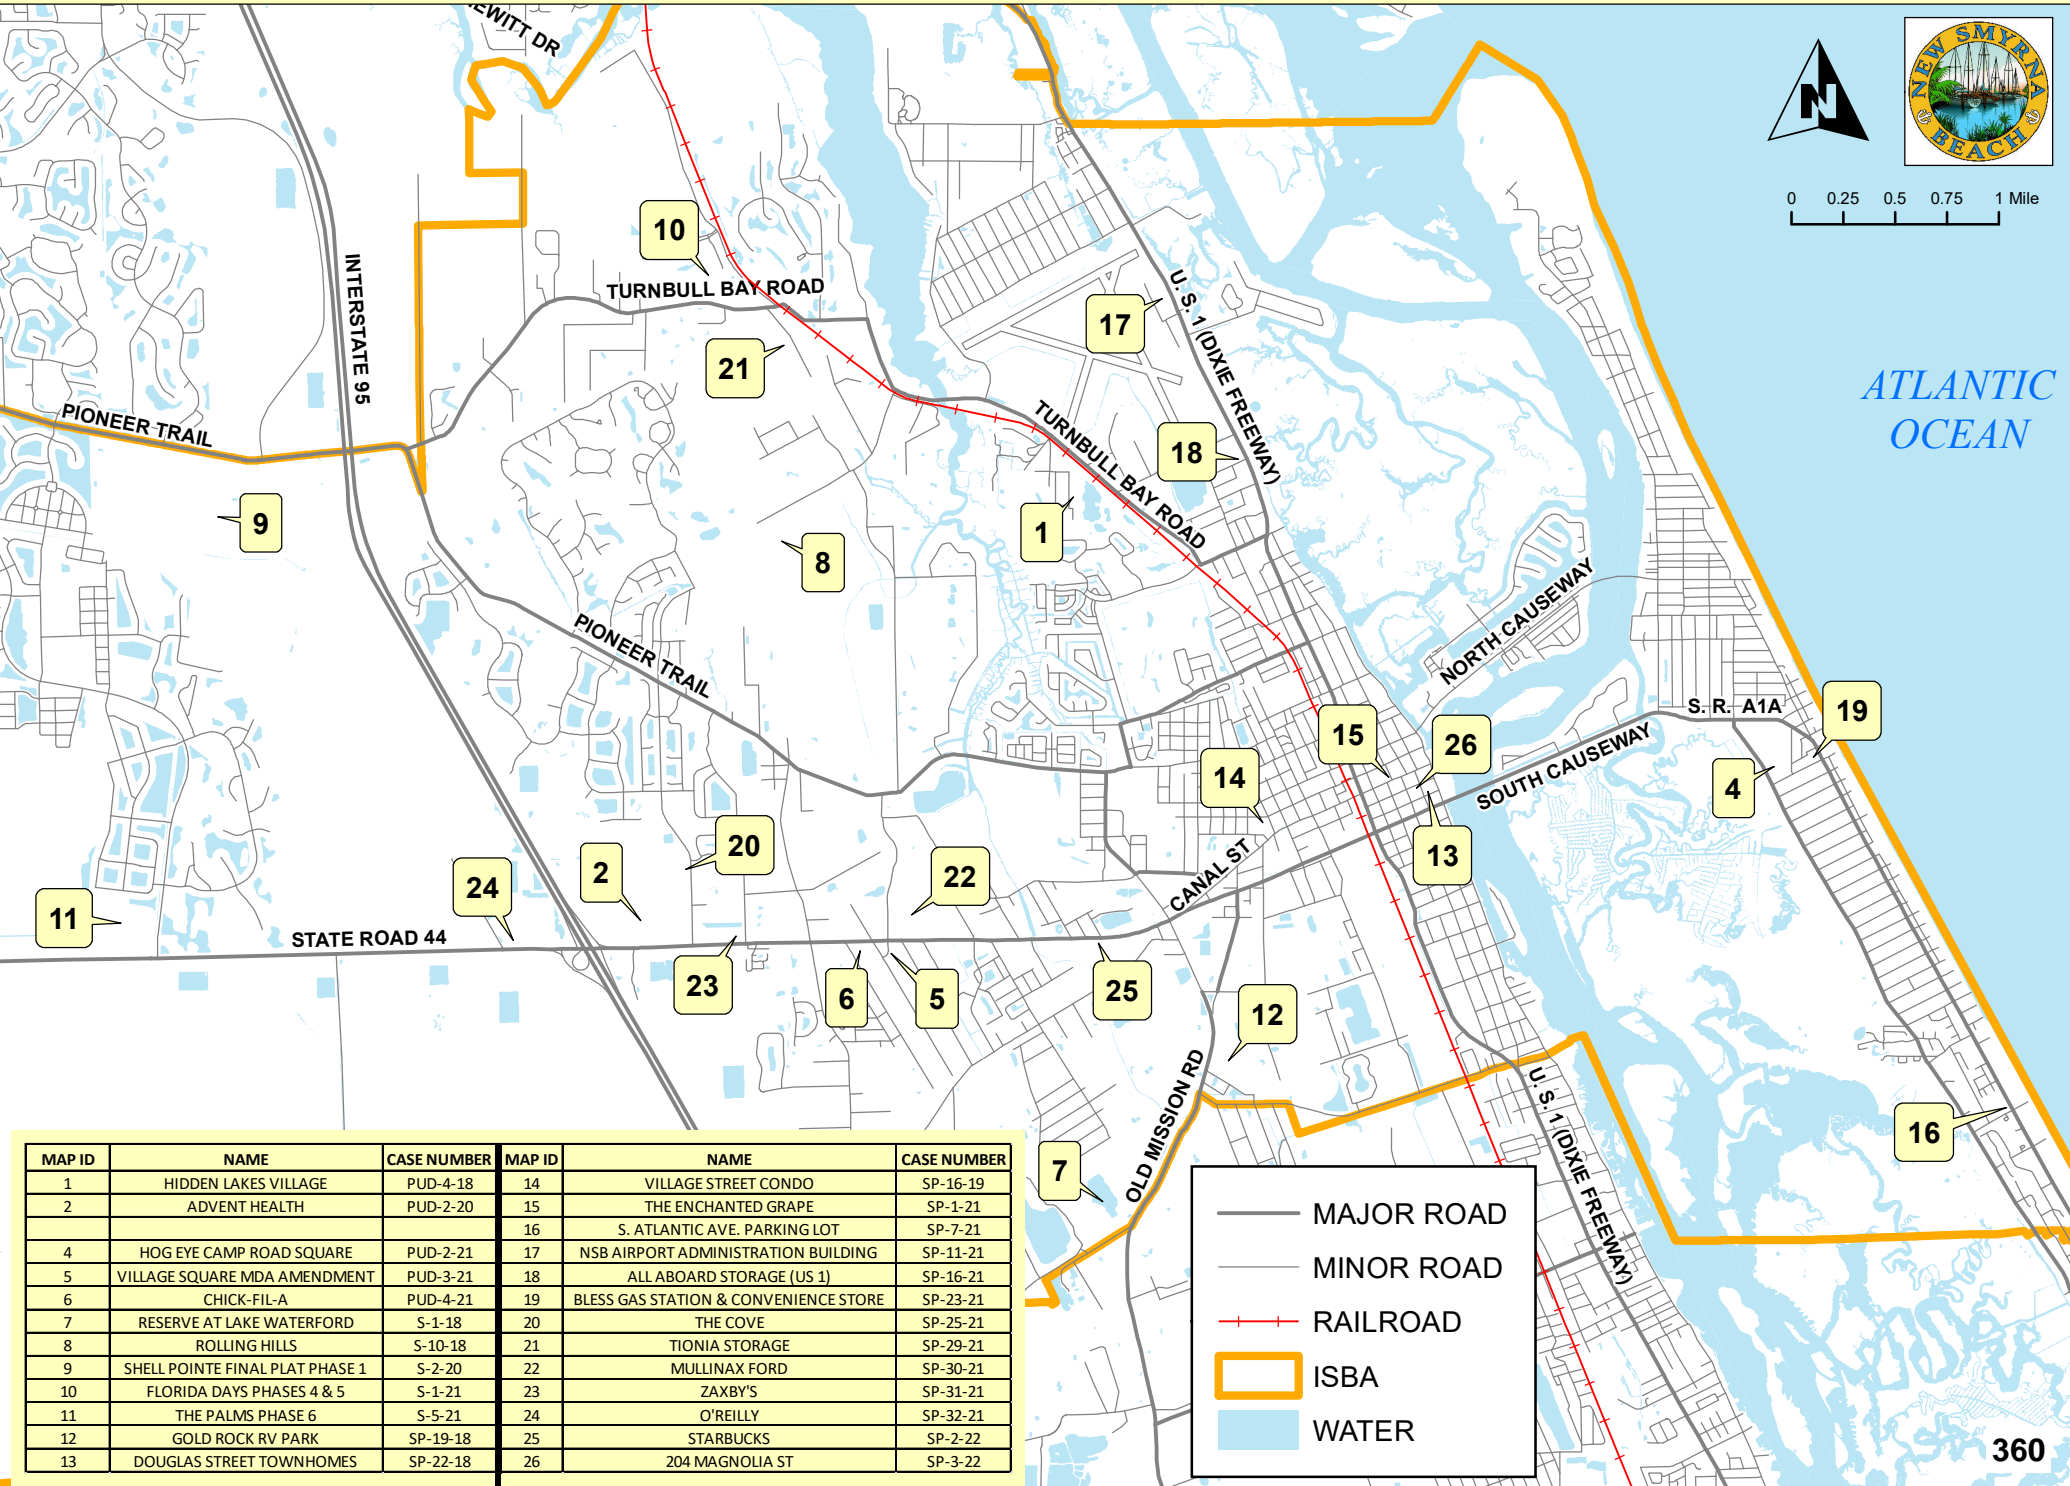 EWITT DR
NEW SMYRNA
BEACH
0 0.25 0.5 0.75 1 Mile
N
INTERSTATE 95
10
TURNBULL BAY ROAD
17
U. S. 1 (DIXIE FREEWAY)
21
ATLANTIC
OCEAN
PIONEER TRAIL
TURNBULL BAY ROAD
18
9
1
8
NORTH CAUSEWAY
PIONEER TRAIL
S. R. A1A
19
15
26
14
SOUTH CAUSEWAY
4
20
13
2
22
24
CANAL ST
11
STATE ROAD 44
23
6
5
25
12
OLD MISSION RD
U. S. 1 (DIXIE FREEWAY)
16
7
MAP ID NAME CASE NUMBER MAP ID NAME CASE NUMBER
1 HIDDEN LAKES VILLAGE PUD-4-18 14 VILLAGE STREET CONDO SP-16-19
2 ADVENT HEALTH PUD-2-20 15 THE ENCHANTED GRAPE SP-1-21
16 S. ATLANTIC AVE. PARKING LOT SP-7-21
4 HOG EYE CAMP ROAD SQUARE PUD-2-21 17 NSB AIRPORT ADMINISTRATION BUILDING SP-11-21
5 VILLAGE SQUARE MDA AMENDMENT PUD-3-21 18 ALL ABOARD STORAGE (US 1) SP-16-21
6 CHICK-FIL-A PUD-4-21 19 BLESS GAS STATION & CONVENIENCE STORE SP-23-21
7 RESERVE AT LAKE WATERFORD S-1-18 20 THE COVE SP-25-21
8 ROLLING HILLS S-10-18 21 TIONIA STORAGE SP-29-21
9 SHELL POINTE FINAL PLAT PHASE 1 S-2-20 22 MULLINAX FORD SP-30-21
10 FLORIDA DAYS PHASES 4 & 5 S-1-21 23 ZAXBY'S SP-31-21
11 THE PALMS PHASE 6 S-5-21 24 O'REILLY SP-32-21
12 GOLD ROCK RV PARK SP-19-18 25 STARBUCKS SP-2-22
13 DOUGLAS STREET TOWNHOMES SP-22-18 26 204 MAGNOLIA ST SP-3-22
MAJOR ROAD
MINOR ROAD
RAILROAD
ISBA
WATER
360